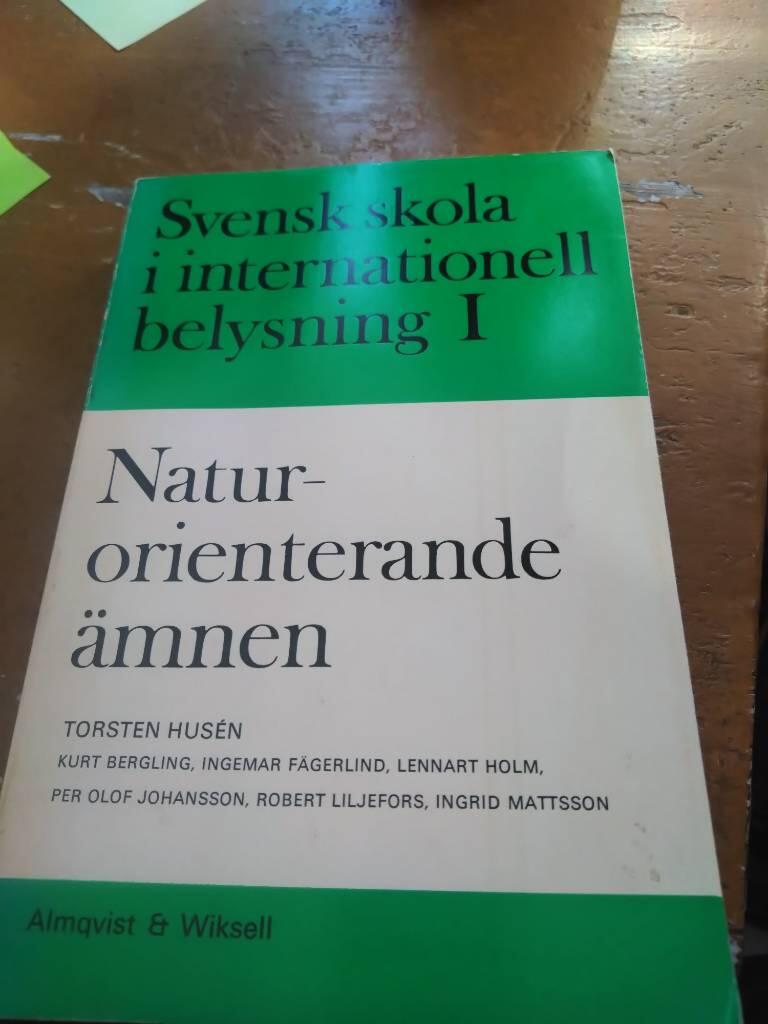 Svensk skola
i internationell
belysning I
Natur-
orienterande
ämnen
TORSTEN HUSÉN
KURT BERGLING, INGEMAR FÄGERLIND, LENNART HOLM,
PER OLOF JOHANSSON, ROBERT LILJEFORS, INGRID MATTSSON
Almqvist & Wiksell